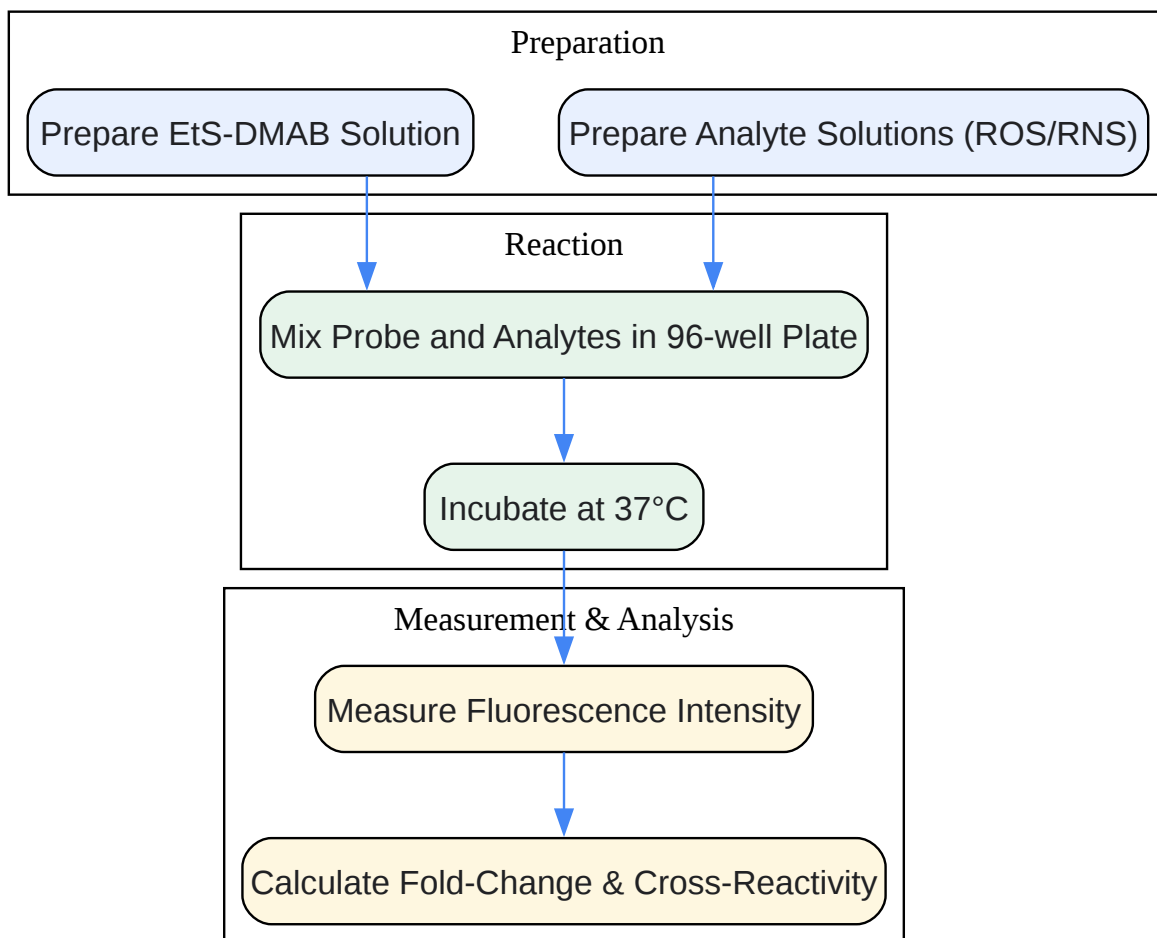 Preparation
Prepare EtS-DMAB Solution
Prepare Analyte Solutions (ROS/RNS)
Reaction
Mix Probe and Analytes in 96-well Plate
Incubate at 37°C
Measurement & Analysis
Measure Fluorescence Intensity
Calculate Fold-Change & Cross-Reactivity